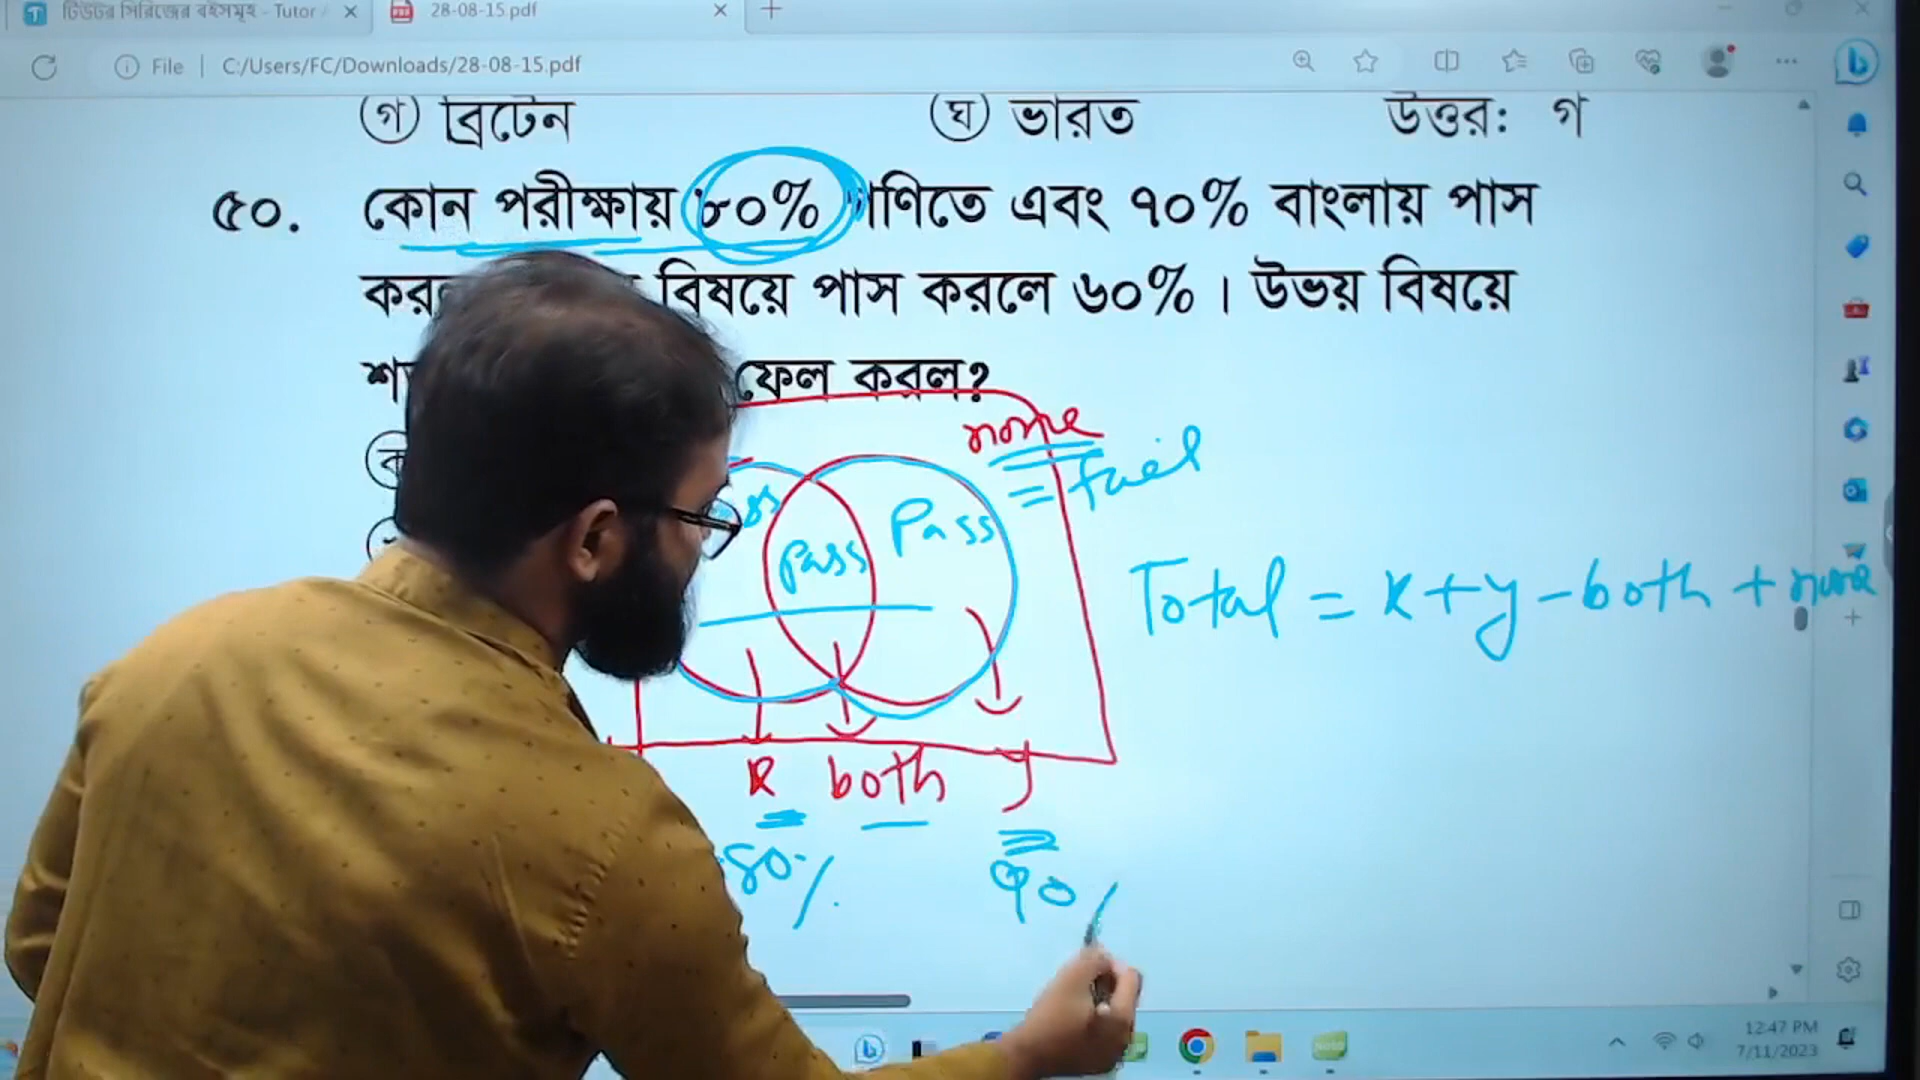 টিউটর সিরিজের বইসমূহ - Tutor
28-08-15.pdf
File | C:/Users/FC/Downloads/28-08-15.pdf
গ ব্রিটেন ঘ ভারত উত্তর: গ
৫০. কোন পরীক্ষায় ৮০% গণিতে এবং ৭০% বাংলায় পাস
বিষয়ে পাস করলে ৬০%। উভয় বিষয়ে
ফেল করল?
none
= fail
Pass
Pass
Total = x + y - both + none
x both y
80%
৭০%
12:47 PM
7/11/2023